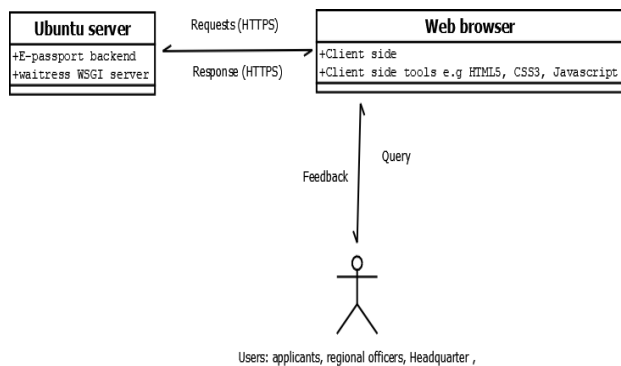 Ubuntu server
+E-passport backend
+waitress WSGI server
Requests (HTTPS)
Response (HTTPS)
Web browser
+Client side
+Client side tools e.g HTML5, CSS3, Javascript
Query
Feedback
Users: applicants, regional officers, Headquarter ,